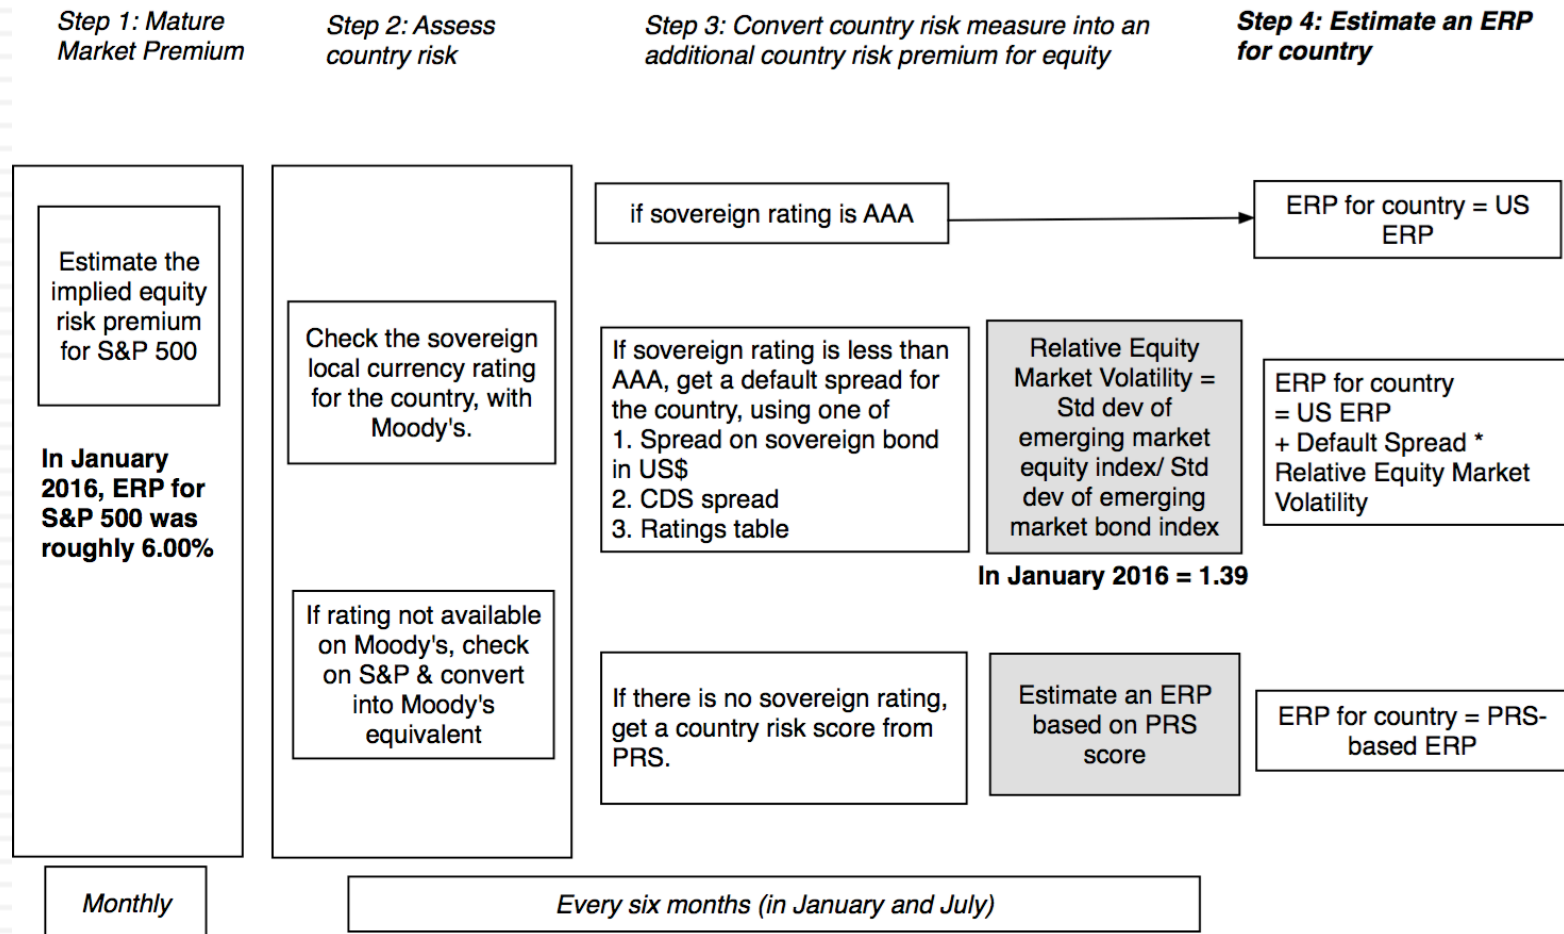 Step 1: Mature
Market Premium
Step 2: Assess
country risk
Step 3: Convert country risk measure into an
additional country risk premium for equity
Step 4: Estimate an ERP
for country
Estimate the
implied equity
risk premium
for S&P 500
In January
2016, ERP for
S&P 500 was
roughly 6.00%
Check the sovereign
local currency rating
for the country, with
Moody's.
If rating not available
on Moody's, check
on S&P & convert
into Moody's
equivalent
if sovereign rating is AAA
ERP for country = US
ERP
If sovereign rating is less than
AAA, get a default spread for
the country, using one of
1. Spread on sovereign bond
in US$
2. CDS spread
3. Ratings table
Relative Equity
Market Volatility =
Std dev of
emerging market
equity index/ Std
dev of emerging
market bond index
In January 2016 = 1.39
ERP for country
= US ERP
+ Default Spread *
Relative Equity Market
Volatility
If there is no sovereign rating,
get a country risk score from
PRS.
Estimate an ERP
based on PRS
score
ERP for country = PRS-
based ERP
Monthly
Every six months (in January and July)